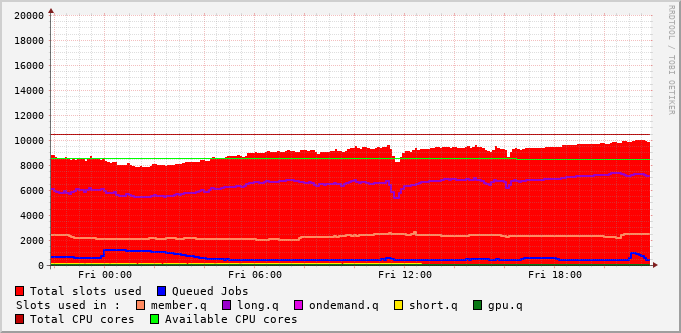 20000
18000
16000
14000
12000
10000
8000
6000
4000
2000
0
Fri 00:00 Fri 06:00 Fri 12:00 Fri 18:00
Total slots used Queued Jobs
Slots used in : member.q long.q ondemand.q short.q gpu.q
Total CPU cores Available CPU cores
RRDTOOL / TOBI OETIKER